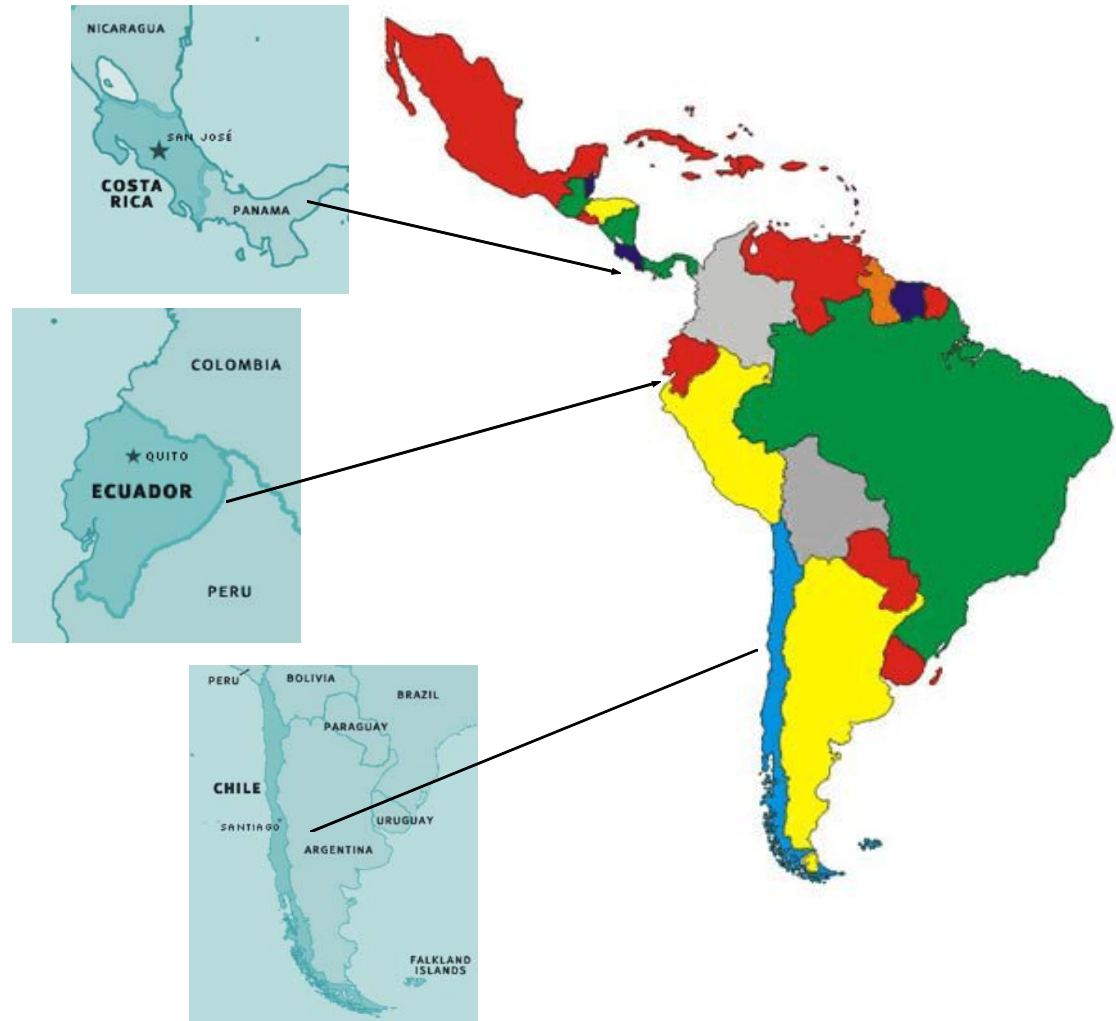 NICARAGUA
SAN JOSÉ
COSTA
RICA
PANAMA
COLOMBIA
QUITO
ECUADOR
PERU
PERU
BOLIVIA
BRAZIL
PARAGUAY
CHILE
SANTIAGO
URUGUAY
ARGENTINA
FALKLAND
ISLANDS